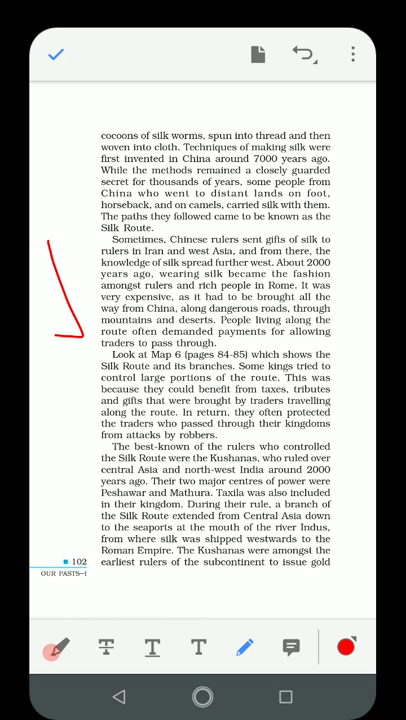 cocoons of silk worms, spun into thread and then
woven into cloth. Techniques of making silk were
first invented in China around 7000 years ago.
While the methods remained a closely guarded
secret for thousands of years, some people from
China who went to distant lands on foot,
horseback, and on camels, carried silk with them.
The paths they followed came to be known as the
Silk Route.
Sometimes, Chinese rulers sent gifts of silk to
rulers in Iran and west Asia, and from there, the
knowledge of silk spread further west. About 2000
years ago, wearing silk became the fashion
amongst rulers and rich people in Rome. It was
very expensive, as it had to be brought all the
way from China, along dangerous roads, through
mountains and deserts. People living along the
route often demanded payments for allowing
traders to pass through.
Look at Map 6 (pages 84-85) which shows the
Silk Route and its branches. Some kings tried to
control large portions of the route. This was
because they could benefit from taxes, tributes
and gifts that were brought by traders travelling
along the route. In return, they often protected
the traders who passed through their kingdoms
from attacks by robbers.
The best-known of the rulers who controlled
the Silk Route were the Kushanas, who ruled over
central Asia and north-west India around 2000
years ago. Their two major centres of power were
Peshawar and Mathura. Taxila was also included
in their kingdom. During their rule, a branch of
the Silk Route extended from Central Asia down
to the seaports at the mouth of the river Indus,
from where silk was shipped westwards to the
Roman Empire. The Kushanas were amongst the
earliest rulers of the subcontinent to issue gold
102
OUR PASTS–I
T T T